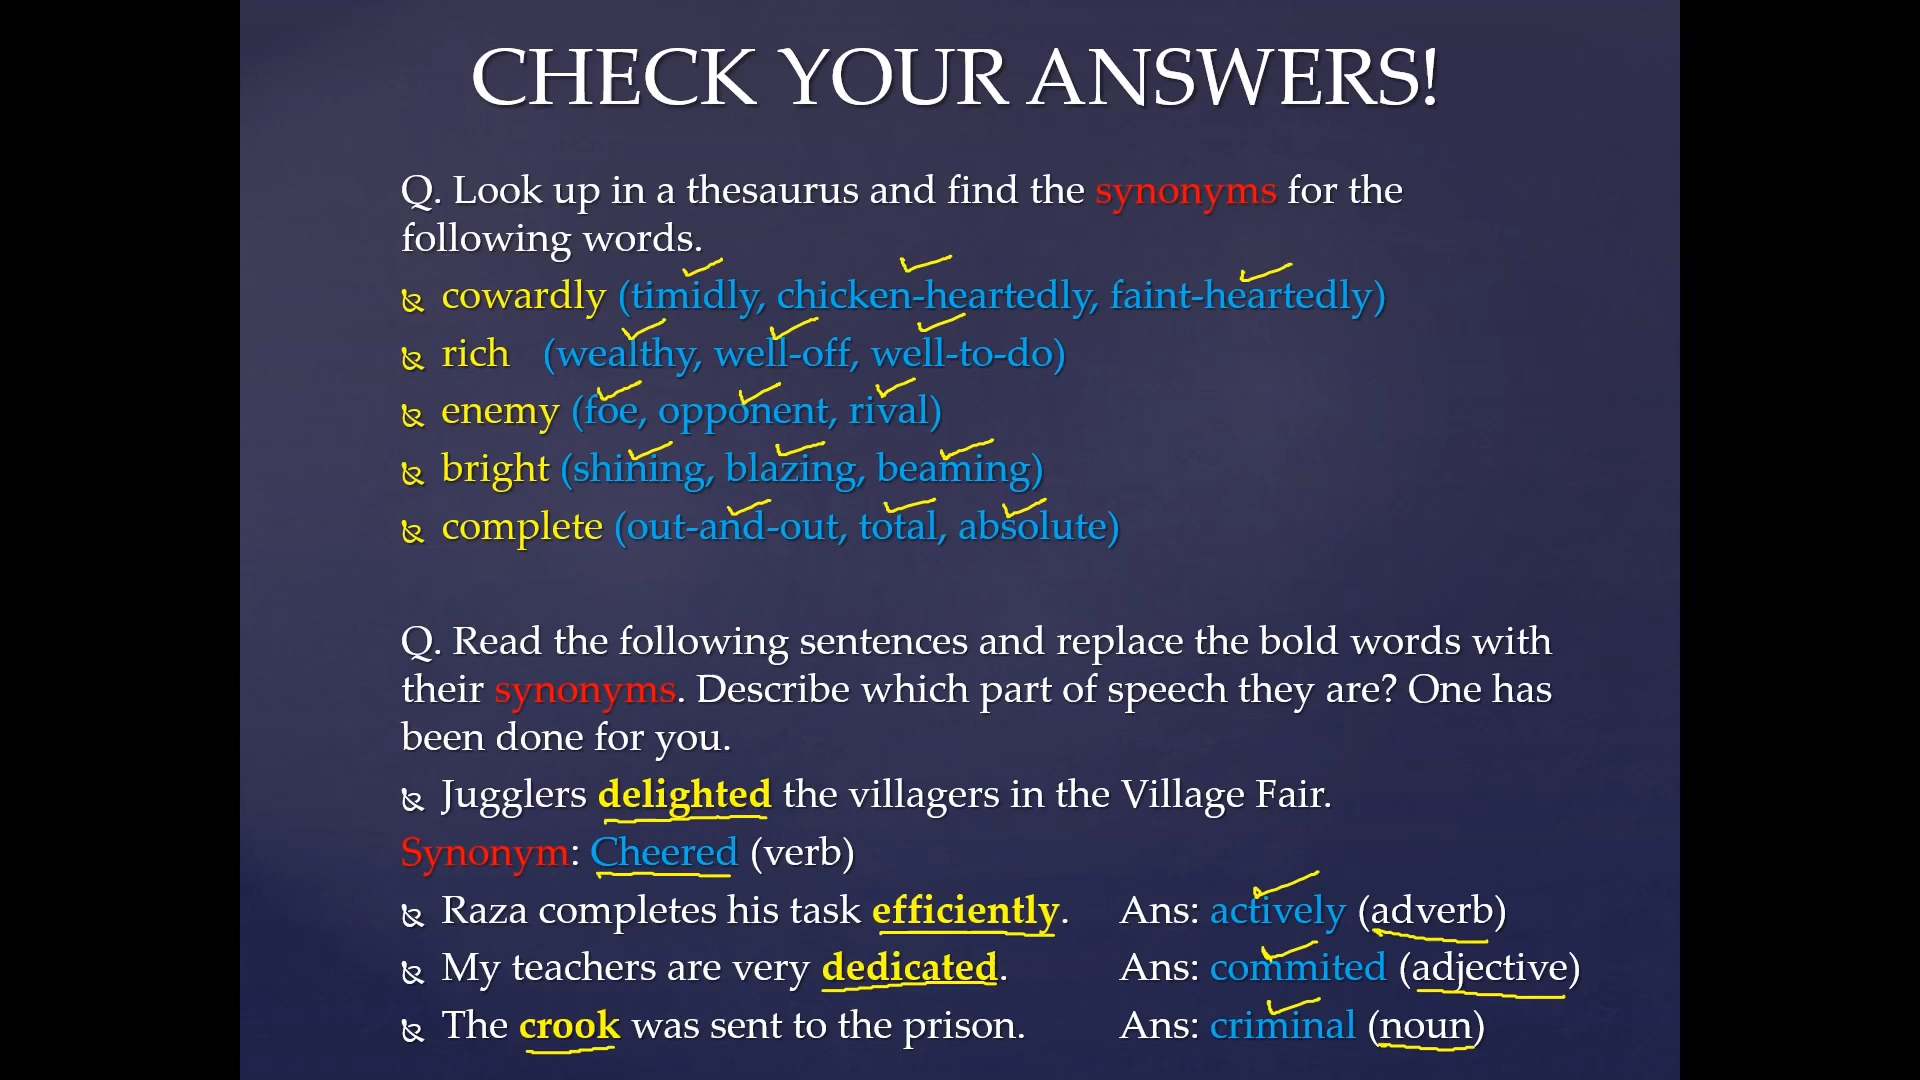 CHECK YOUR ANSWERS!
Q. Look up in a thesaurus and find the synonyms for the
following words.
cowardly (timidly, chicken-heartedly, faint-heartedly)
rich (wealthy, well-off, well-to-do)
enemy (foe, opponent, rival)
bright (shining, blazing, beaming)
complete (out-and-out, total, absolute)
Q. Read the following sentences and replace the bold words with
their synonyms. Describe which part of speech they are? One has
been done for you.
Jugglers delighted the villagers in the Village Fair.
Synonym: Cheered (verb)
Raza completes his task efficiently. Ans: actively (adverb)
My teachers are very dedicated. Ans: commited (adjective)
The crook was sent to the prison. Ans: criminal (noun)